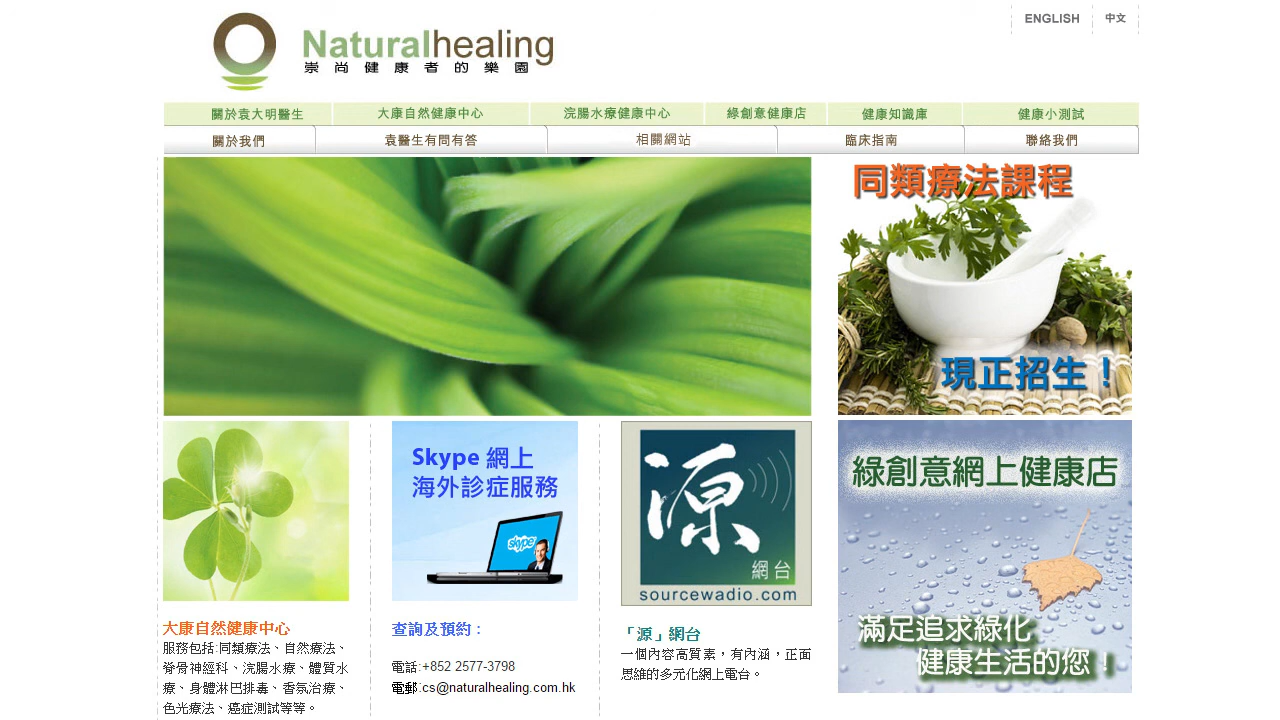 ENGLISH 中文
Naturalhealing
崇尚健康者的樂園
關於袁大明醫生 大康自然健康中心 浣腸水療健康中心 綠創意健康店 健康知識庫 健康小測試
關於我們 袁醫生有問有答 相關網站 臨床指南 聯絡我們
同類療法課程
現正招生！
Skype 網上
海外診症服務
skype
源
網台
sourcewadio.com
綠創意網上健康店
滿足追求綠化
健康生活的您！
大康自然健康中心
服務包括:同類療法、自然療法、
脊骨神經科、浣腸水療、體質水
療、身體淋巴排毒、香氛治療、
色光療法、癌症測試等等。
查詢及預約：
電話:+852 2577-3798
電郵:cs@naturalhealing.com.hk
「源」網台
一個內容高質素，有內涵，正面
思維的多元化網上電台。